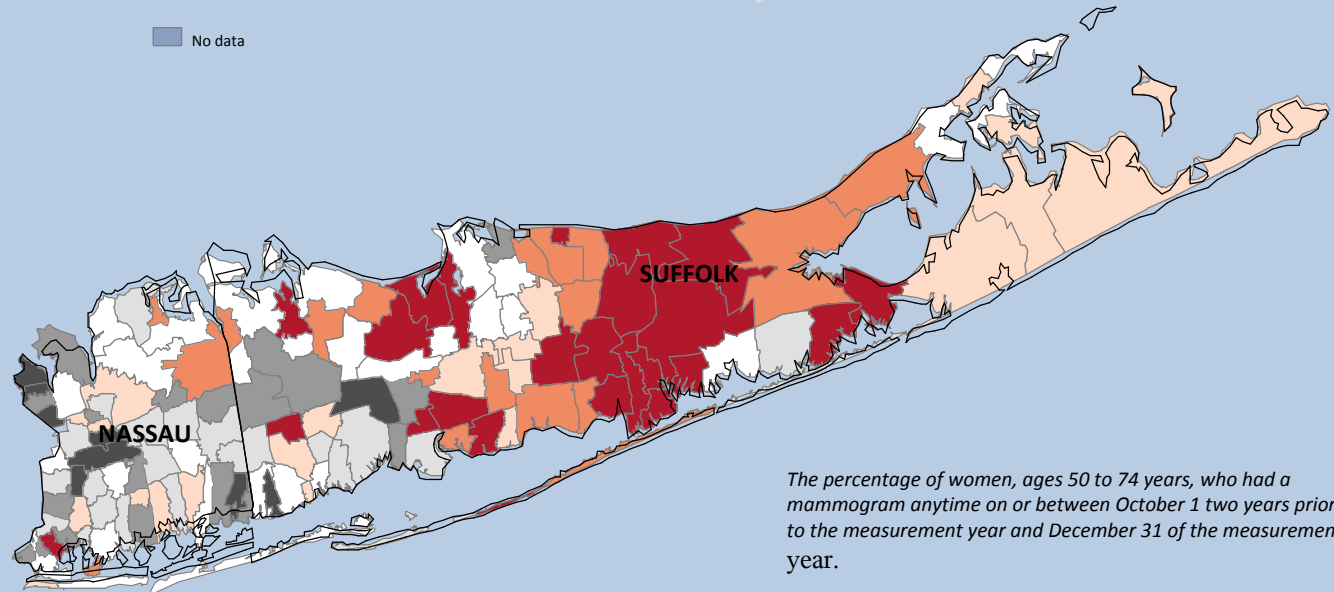 No data
SUFFOLK
NASSAU
The percentage of women, ages 50 to 74 years, who had a
mammogram anytime on or between October 1 two years prior
to the measurement year and December 31 of the measuremen
year.